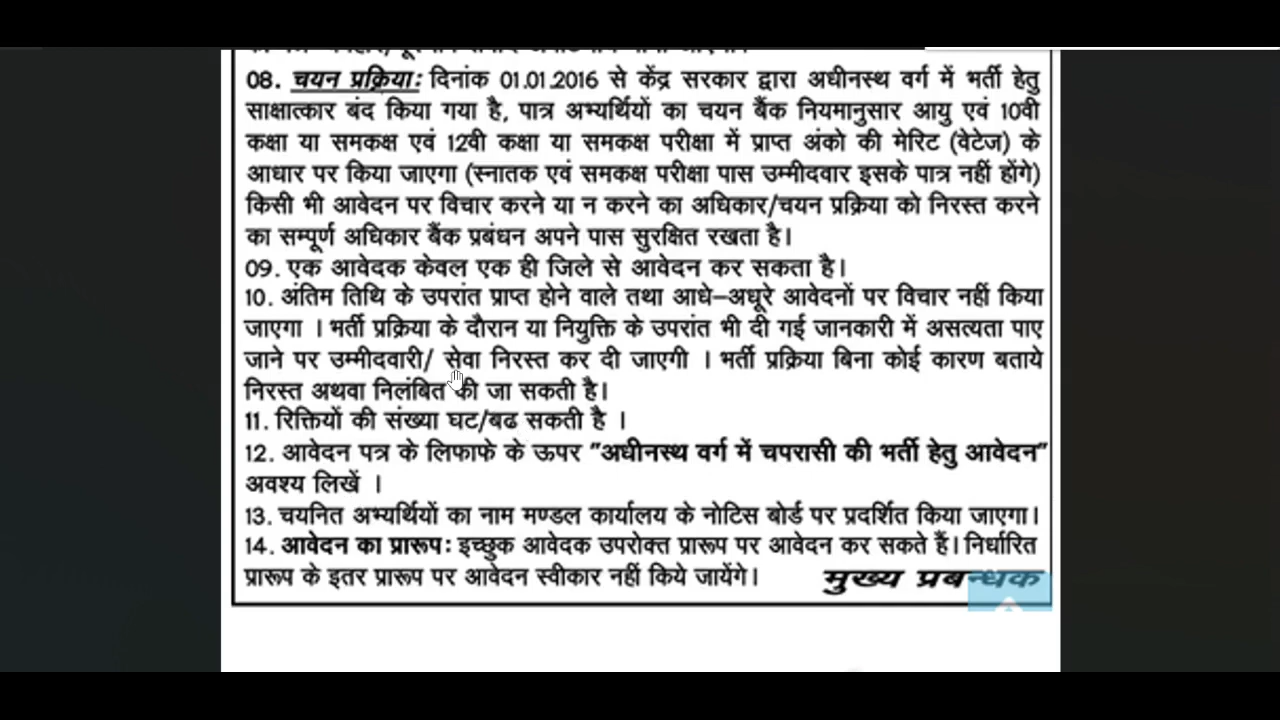 08. चयन प्रक्रिया: दिनांक 01.01.2016 से केंद्र सरकार द्वारा अधीनस्थ वर्ग में भर्ती हेतु
साक्षात्कार बंद किया गया है, पात्र अभ्यर्थियों का चयन बैंक नियमानुसार आयु एवं 10वी
कक्षा या समकक्ष एवं 12वी कक्षा या समकक्ष परीक्षा में प्राप्त अंको की मेरिट (वेटेज) के
आधार पर किया जाएगा (स्नातक एवं समकक्ष परीक्षा पास उम्मीदवार इसके पात्र नहीं होंगे)
किसी भी आवेदन पर विचार करने या न करने का अधिकार/चयन प्रक्रिया को निरस्त करने
का सम्पूर्ण अधिकार बैंक प्रबंधन अपने पास सुरक्षित रखता है।
09. एक आवेदक केवल एक ही जिले से आवेदन कर सकता है।
10. अंतिम तिथि के उपरांत प्राप्त होने वाले तथा आधे–अधूरे आवेदनों पर विचार नहीं किया
जाएगा । भर्ती प्रक्रिया के दौरान या नियुक्ति के उपरांत भी दी गई जानकारी में असत्यता पाए
जाने पर उम्मीदवारी/ सेवा निरस्त कर दी जाएगी । भर्ती प्रक्रिया बिना कोई कारण बताये
निरस्त अथवा निलंबित की जा सकती है।
11. रिक्तियों की संख्या घट/बढ सकती है ।
12. आवेदन पत्र के लिफाफे के ऊपर "अधीनस्थ वर्ग में चपरासी की भर्ती हेतु आवेदन"
अवश्य लिखें ।
13. चयनित अभ्यर्थियों का नाम मण्डल कार्यालय के नोटिस बोर्ड पर प्रदर्शित किया जाएगा।
14. आवेदन का प्रारूप: इच्छुक आवेदक उपरोक्त प्रारूप पर आवेदन कर सकते हैं। निर्धारित
प्रारूप के इतर प्रारूप पर आवेदन स्वीकार नहीं किये जायेंगे। मुख्य प्रबन्धक